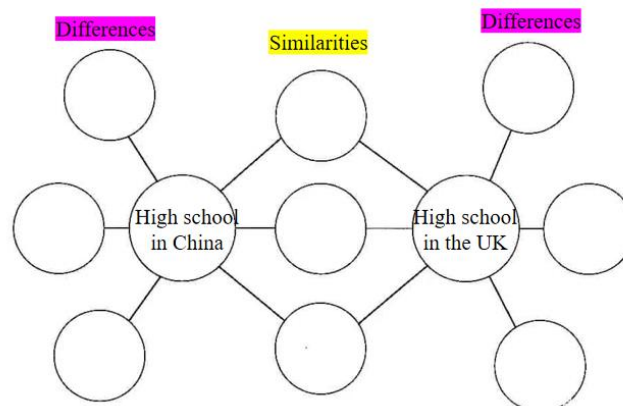 Differences
Similarities
Differences
High school
in China
High school
in the UK